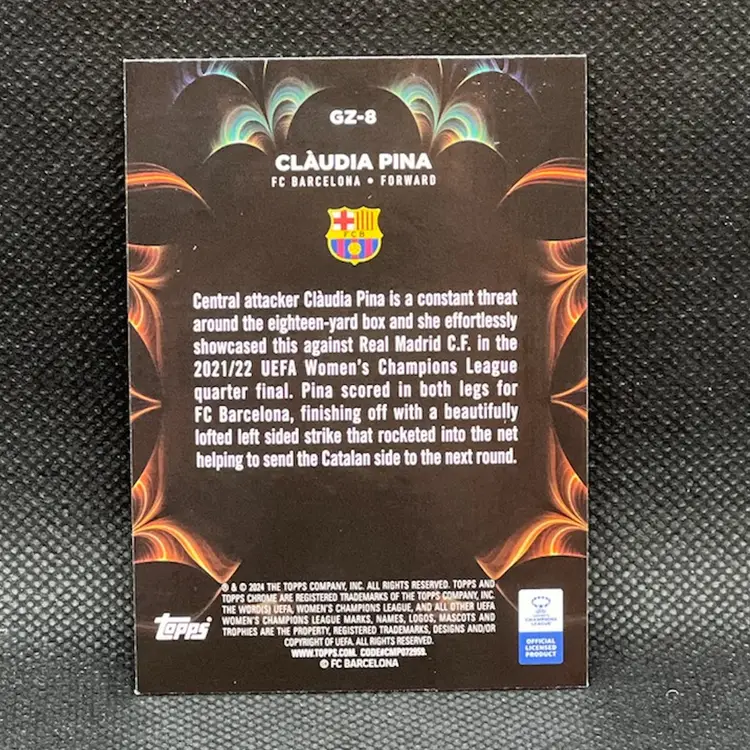 GZ-8
CLÀUDIA PINA
FC BARCELONA • FORWARD
FCB
Central attacker Clàudia Pina is a constant threat
around the eighteen-yard box and she effortlessly
showcased this against Real Madrid C.F. in the
2021/22 UEFA Women's Champions League
quarter final. Pina scored in both legs for
FC Barcelona, finishing off with a beautifully
lofted left sided strike that rocketed into the net
helping to send the Catalan side to the next round.
® & © 2024 THE TOPPS COMPANY, INC. ALL RIGHTS RESERVED. TOPPS AND
TOPPS CHROME ARE REGISTERED TRADEMARKS OF THE TOPPS COMPANY, INC.
THE WORD(S) UEFA, WOMEN'S CHAMPIONS LEAGUE, AND ALL OTHER UEFA
WOMEN'S CHAMPIONS LEAGUE MARKS, NAMES, LOGOS, MASCOTS AND
TROPHIES ARE THE PROPERTY, REGISTERED TRADEMARKS, DESIGNS AND/OR
COPYRIGHT OF UEFA. ALL RIGHTS RESERVED.
WWW.TOPPS.COM. CODE#CMP072959.
© FC BARCELONA
topps
CHAMPIONS
LEAGUE
OFFICIAL
LICENSED
PRODUCT